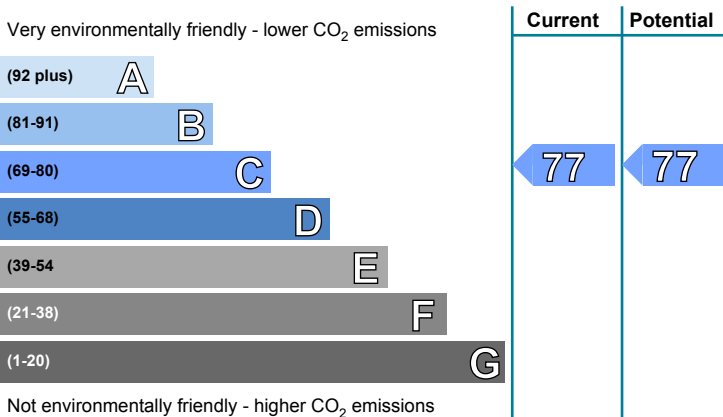 Current Potential
Very environmentally friendly - lower CO2 emissions
(92 plus) A
(81-91) B
(69-80) C 77 77
(55-68) D
(39-54 E
(21-38) F
(1-20) G
Not environmentally friendly - higher CO2 emissions